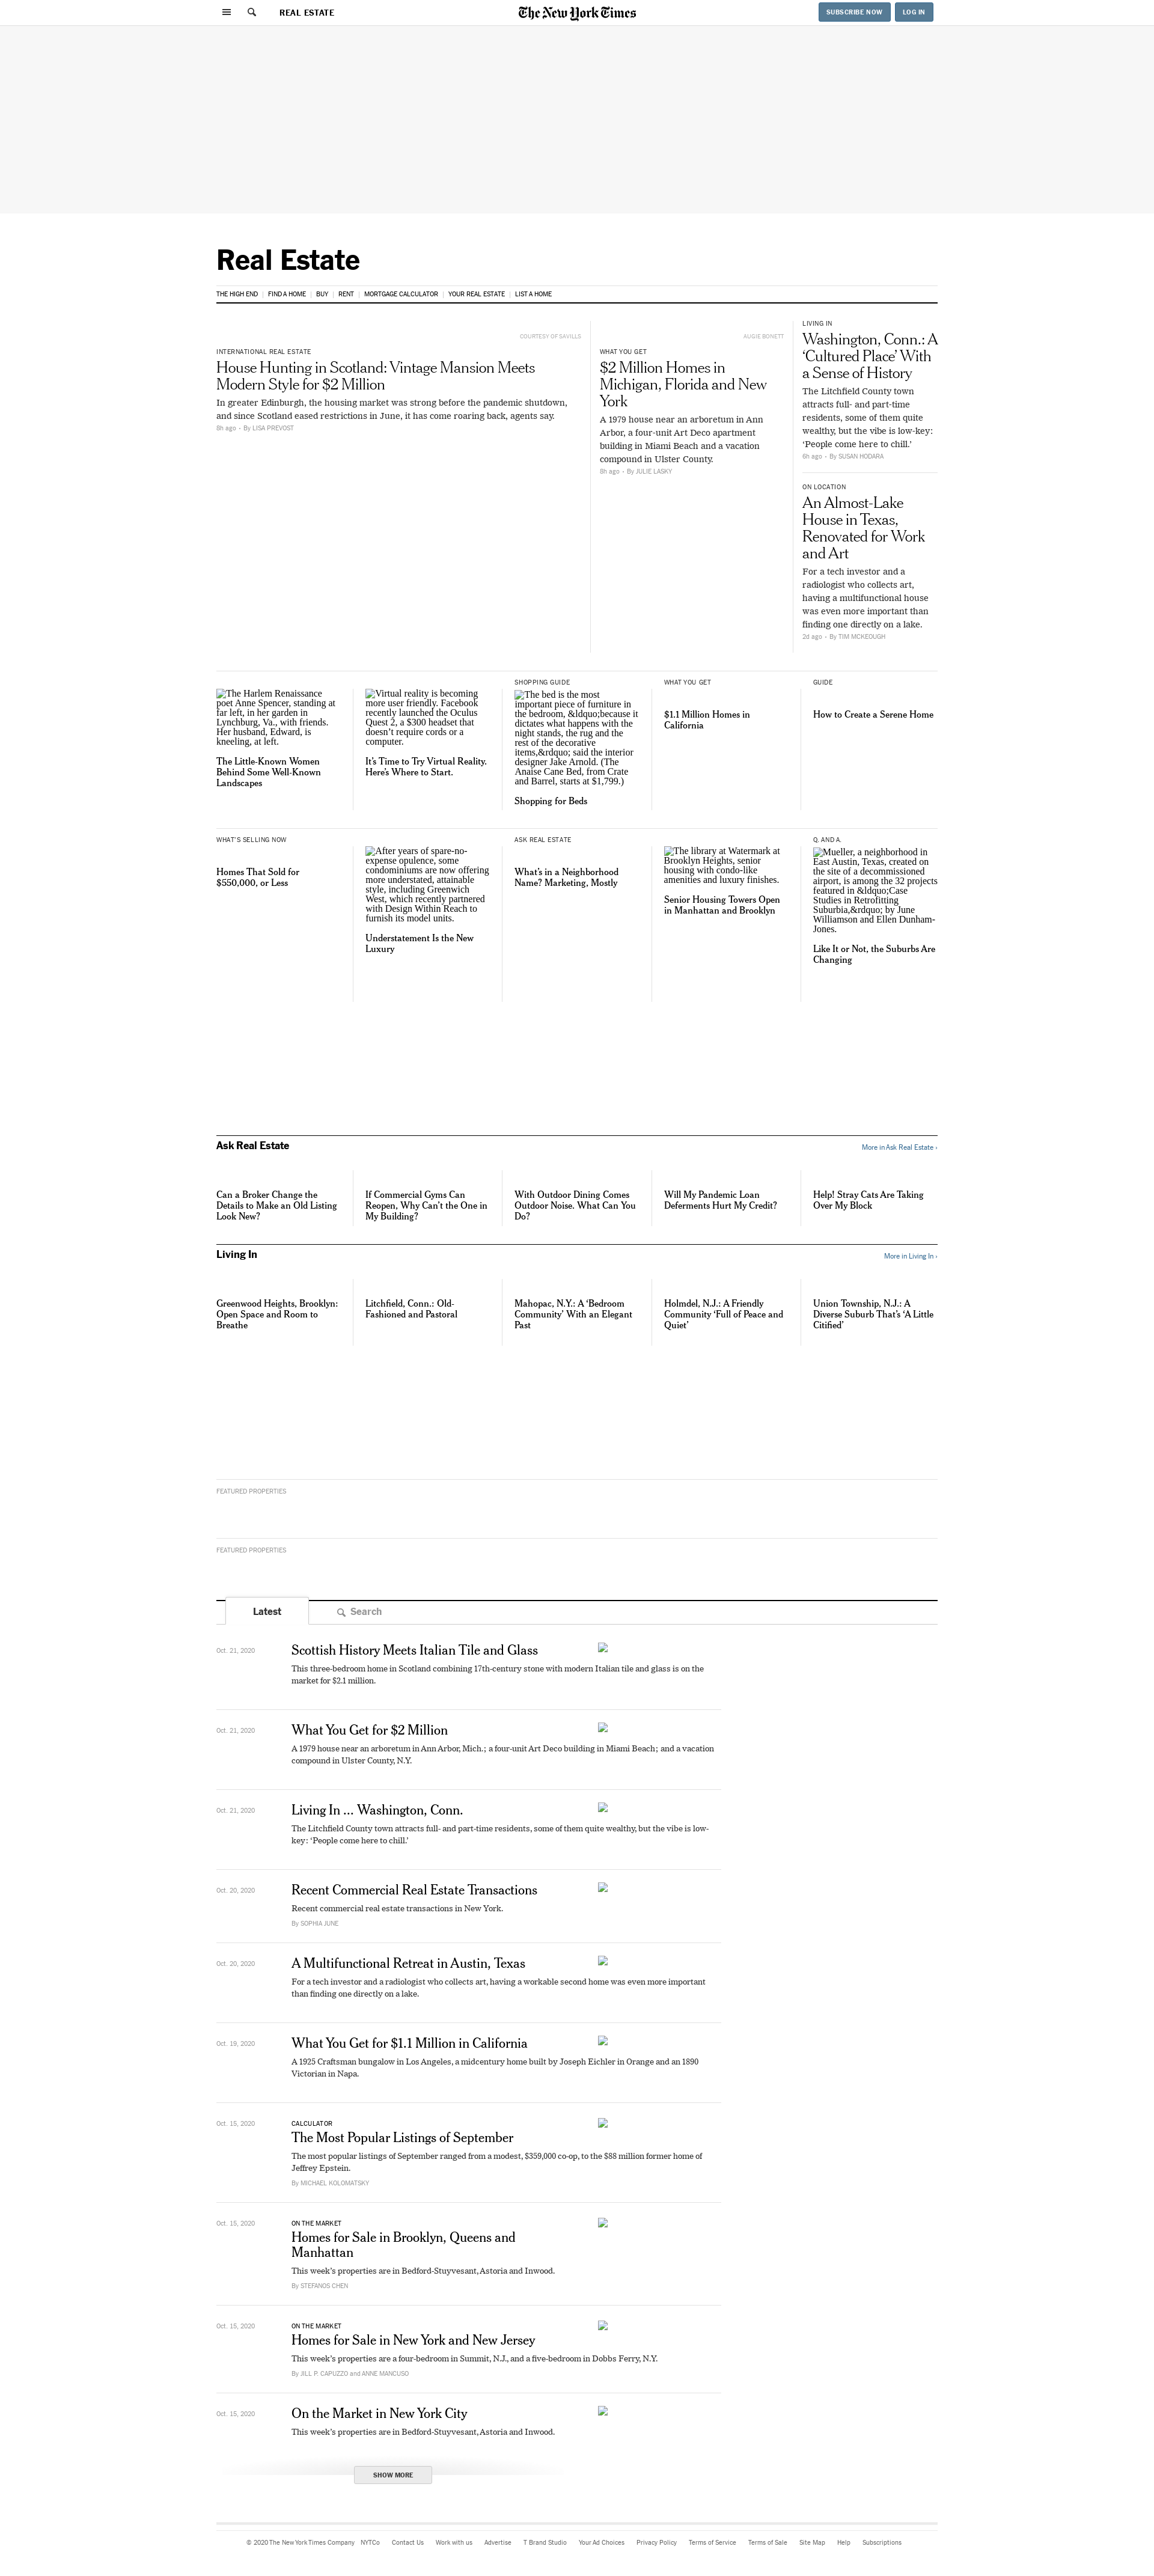 REAL ESTATE
The New York Times
SUBSCRIBE NOW
LOG IN
Real Estate
THE HIGH END
FIND A HOME
BUY
RENT
MORTGAGE CALCULATOR
YOUR REAL ESTATE
LIST A HOME
COURTESY OF SAVILLS
INTERNATIONAL REAL ESTATE
House Hunting in Scotland: Vintage Mansion Meets
Modern Style for $2 Million
In greater Edinburgh, the housing market was strong before the pandemic shutdown,
and since Scotland eased restrictions in June, it has come roaring back, agents say.
8h ago • By LISA PREVOST
AUGIE BONETT
WHAT YOU GET
$2 Million Homes in
Michigan, Florida and New
York
A 1979 house near an arboretum in Ann
Arbor, a four-unit Art Deco apartment
building in Miami Beach and a vacation
compound in Ulster County.
8h ago • By JULIE LASKY
LIVING IN
Washington, Conn.: A
‘Cultured Place’ With
a Sense of History
The Litchfield County town
attracts full- and part-time
residents, some of them quite
wealthy, but the vibe is low-key:
‘People come here to chill.’
6h ago • By SUSAN HODARA
ON LOCATION
An Almost-Lake
House in Texas,
Renovated for Work
and Art
For a tech investor and a
radiologist who collects art,
having a multifunctional house
was even more important than
finding one directly on a lake.
2d ago • By TIM MCKEOUGH
The Harlem Renaissance
poet Anne Spencer, standing at
far left, in her garden in
Lynchburg, Va., with friends.
Her husband, Edward, is
kneeling, at left.
The Little-Known Women
Behind Some Well-Known
Landscapes
Virtual reality is becoming
more user friendly. Facebook
recently launched the Oculus
Quest 2, a $300 headset that
doesn’t require cords or a
computer.
It’s Time to Try Virtual Reality.
Here’s Where to Start.
SHOPPING GUIDE
The bed is the most
important piece of furniture in
the bedroom, &ldquo;because it
dictates what happens with the
night stands, the rug and the
rest of the decorative
items,&rdquo; said the interior
designer Jake Arnold. (The
Anaise Cane Bed, from Crate
and Barrel, starts at $1,799.)
Shopping for Beds
WHAT YOU GET
$1.1 Million Homes in
California
GUIDE
How to Create a Serene Home
WHAT’S SELLING NOW
Homes That Sold for
$550,000, or Less
After years of spare-no-
expense opulence, some
condominiums are now offering
more understated, attainable
style, including Greenwich
West, which recently partnered
with Design Within Reach to
furnish its model units.
Understatement Is the New
Luxury
ASK REAL ESTATE
What’s in a Neighborhood
Name? Marketing, Mostly
The library at Watermark at
Brooklyn Heights, senior
housing with condo-like
amenities and luxury finishes.
Senior Housing Towers Open
in Manhattan and Brooklyn
Q. AND A.
Mueller, a neighborhood in
East Austin, Texas, created on
the site of a decommissioned
airport, is among the 32 projects
featured in &ldquo;Case
Studies in Retrofitting
Suburbia,&rdquo; by June
Williamson and Ellen Dunham-
Jones.
Like It or Not, the Suburbs Are
Changing
Ask Real Estate
More in Ask Real Estate ›
Can a Broker Change the
Details to Make an Old Listing
Look New?
If Commercial Gyms Can
Reopen, Why Can’t the One in
My Building?
With Outdoor Dining Comes
Outdoor Noise. What Can You
Do?
Will My Pandemic Loan
Deferments Hurt My Credit?
Help! Stray Cats Are Taking
Over My Block
Living In
More in Living In ›
Greenwood Heights, Brooklyn:
Open Space and Room to
Breathe
Litchfield, Conn.: Old-
Fashioned and Pastoral
Mahopac, N.Y.: A ‘Bedroom
Community’ With an Elegant
Past
Holmdel, N.J.: A Friendly
Community ‘Full of Peace and
Quiet’
Union Township, N.J.: A
Diverse Suburb That’s ‘A Little
Citified’
FEATURED PROPERTIES
FEATURED PROPERTIES
Latest
Search
Oct. 21, 2020
Scottish History Meets Italian Tile and Glass
This three-bedroom home in Scotland combining 17th-century stone with modern Italian tile and glass is on the
market for $2.1 million.
Oct. 21, 2020
What You Get for $2 Million
A 1979 house near an arboretum in Ann Arbor, Mich.; a four-unit Art Deco building in Miami Beach; and a vacation
compound in Ulster County, N.Y.
Oct. 21, 2020
Living In ... Washington, Conn.
The Litchfield County town attracts full- and part-time residents, some of them quite wealthy, but the vibe is low-
key: ‘People come here to chill.’
Oct. 20, 2020
Recent Commercial Real Estate Transactions
Recent commercial real estate transactions in New York.
By SOPHIA JUNE
Oct. 20, 2020
A Multifunctional Retreat in Austin, Texas
For a tech investor and a radiologist who collects art, having a workable second home was even more important
than finding one directly on a lake.
Oct. 19, 2020
What You Get for $1.1 Million in California
A 1925 Craftsman bungalow in Los Angeles, a midcentury home built by Joseph Eichler in Orange and an 1890
Victorian in Napa.
Oct. 15, 2020
CALCULATOR
The Most Popular Listings of September
The most popular listings of September ranged from a modest, $359,000 co-op, to the $88 million former home of
Jeffrey Epstein.
By MICHAEL KOLOMATSKY
Oct. 15, 2020
ON THE MARKET
Homes for Sale in Brooklyn, Queens and
Manhattan
This week’s properties are in Bedford-Stuyvesant, Astoria and Inwood.
By STEFANOS CHEN
Oct. 15, 2020
ON THE MARKET
Homes for Sale in New York and New Jersey
This week’s properties are a four-bedroom in Summit, N.J., and a five-bedroom in Dobbs Ferry, N.Y.
By JILL P. CAPUZZO and ANNE MANCUSO
Oct. 15, 2020
On the Market in New York City
This week’s properties are in Bedford-Stuyvesant, Astoria and Inwood.
SHOW MORE
© 2020 The New York Times Company NYTCo Contact Us Work with us Advertise T Brand Studio Your Ad Choices Privacy Policy Terms of Service Terms of Sale Site Map Help Subscriptions